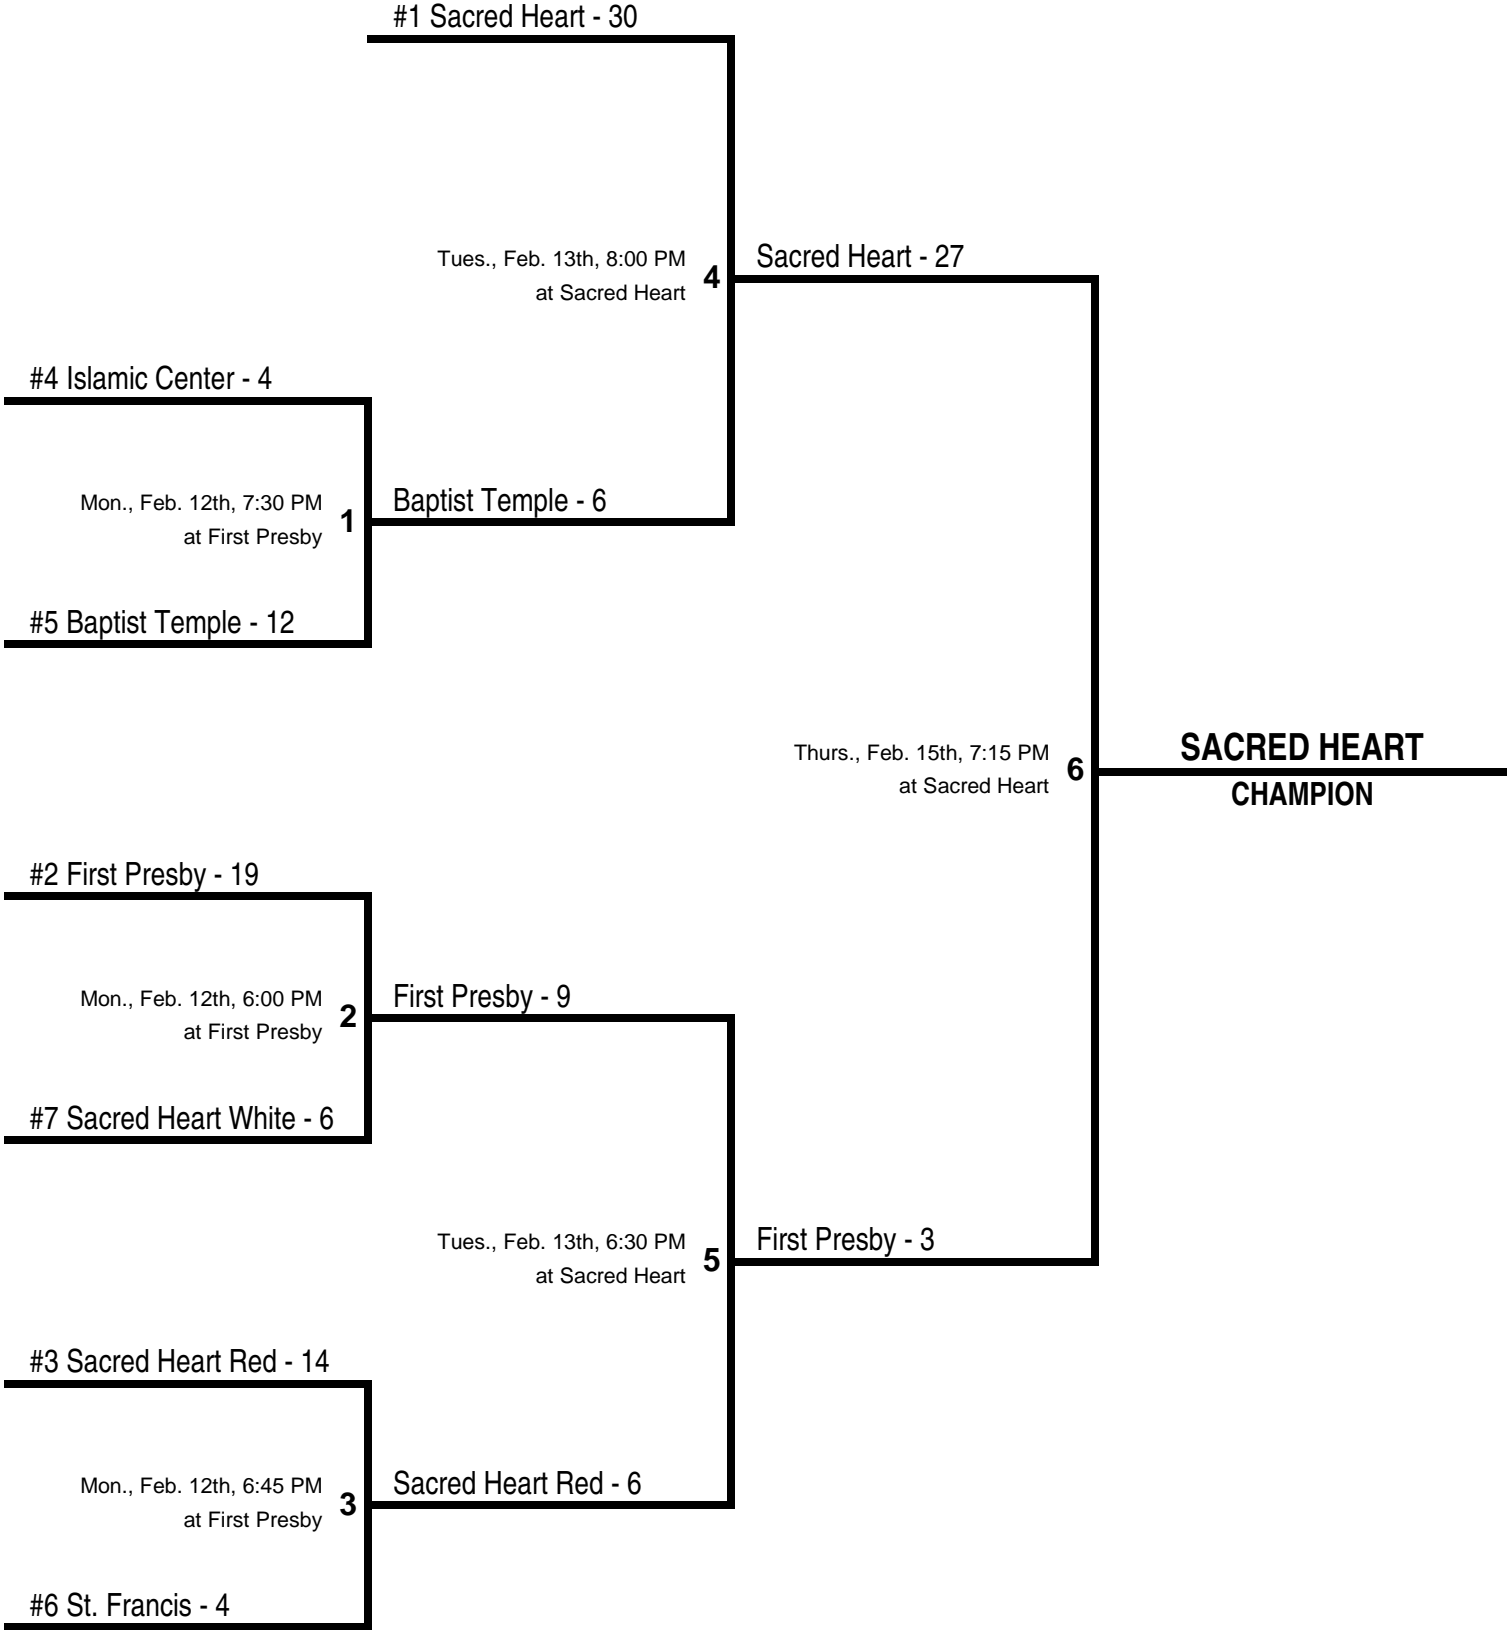 #1 Sacred Heart - 30
Tues., Feb. 13th, 8:00 PM
at Sacred Heart
4
Sacred Heart - 27
#4 Islamic Center - 4
Mon., Feb. 12th, 7:30 PM
at First Presby
1
Baptist Temple - 6
#5 Baptist Temple - 12
Thurs., Feb. 15th, 7:15 PM
at Sacred Heart
6
SACRED HEART
CHAMPION
#2 First Presby - 19
Mon., Feb. 12th, 6:00 PM
at First Presby
2
First Presby - 9
#7 Sacred Heart White - 6
Tues., Feb. 13th, 6:30 PM
at Sacred Heart
5
First Presby - 3
#3 Sacred Heart Red - 14
Mon., Feb. 12th, 6:45 PM
at First Presby
3
Sacred Heart Red - 6
#6 St. Francis - 4